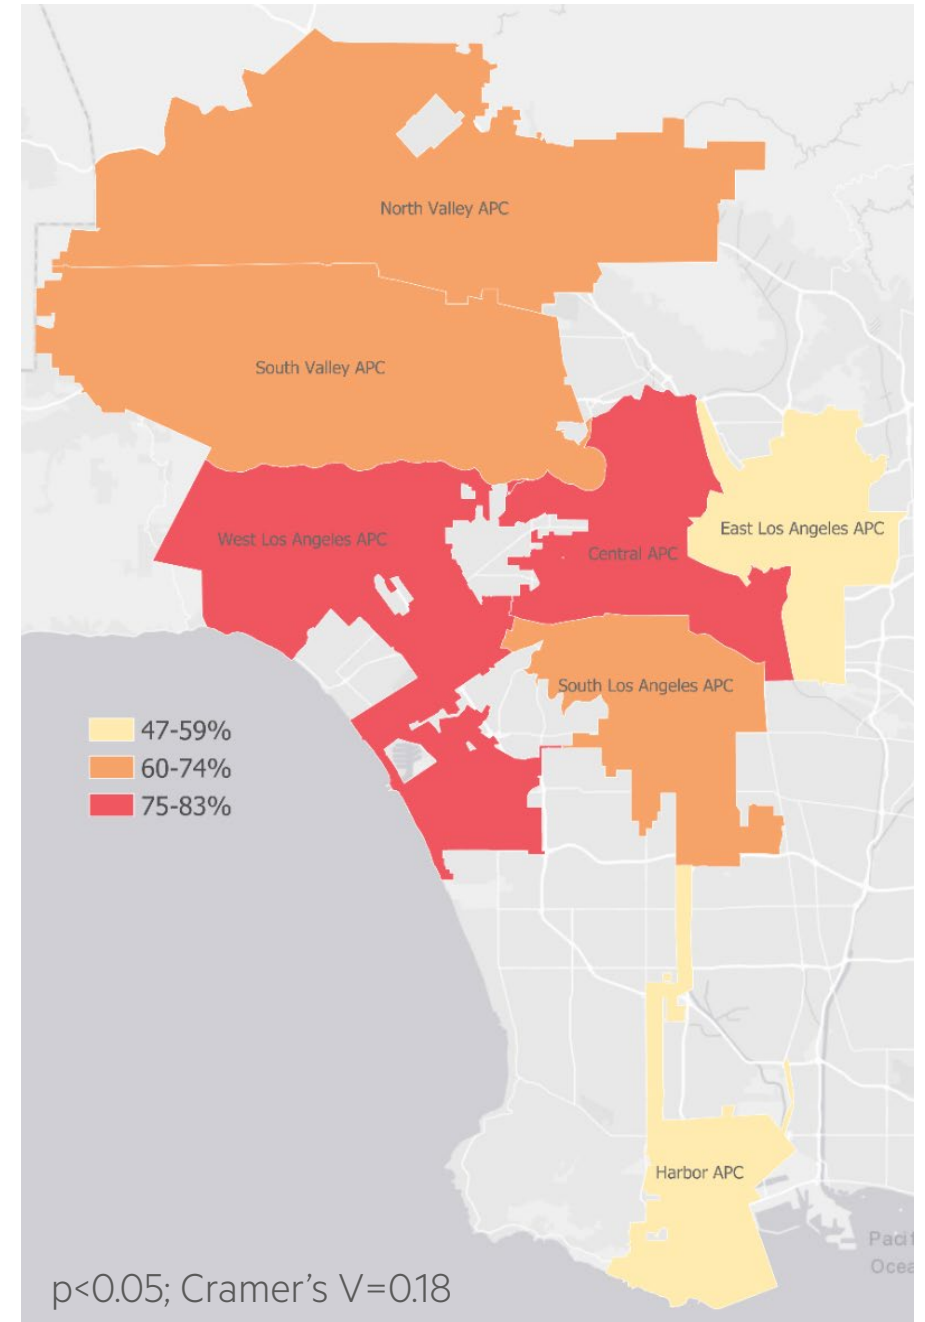 North Valley APC
South Valley APC
West Los Angeles APC
Central APC
East Los Angeles APC
South Los Angeles APC
47-59%
60-74%
75-83%
Harbor APC
p<0.05; Cramer’s V=0.18